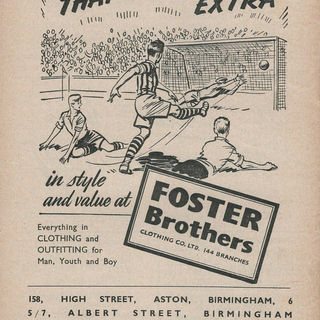 THAT EXTRA
in style
and value at
FOSTER
Brothers
CLOTHING CO, LTD. 144 BRANCHES
Everything in
CLOTHING and
OUTFITTING for
Man, Youth and Boy
158, HIGH STREET, ASTON, BIRMINGHAM, 6
5/7, ALBERT STREET, BIRMINGHAM